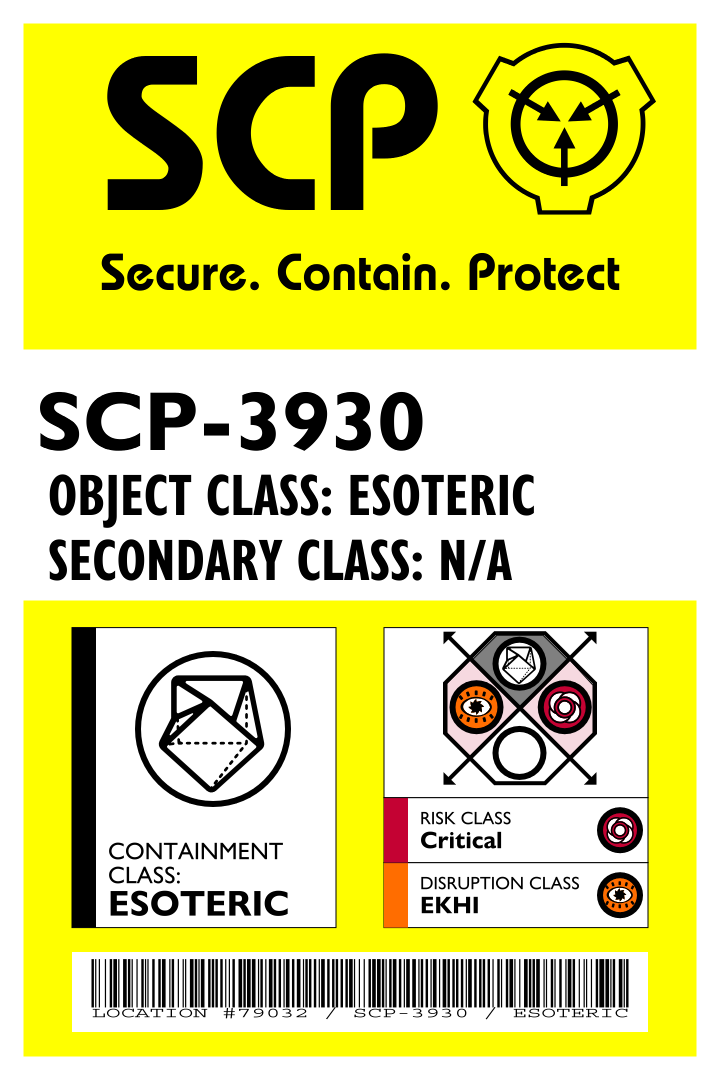 SCP
Secure. Contain. Protect
SCP-3930
OBJECT CLASS: ESOTERIC
SECONDARY CLASS: N/A
CONTAINMENT
CLASS:
ESOTERIC
RISK CLASS
Critical
DISRUPTION CLASS
EKHI
LOCATION #79032 / SCP-3930 / ESOTERIC